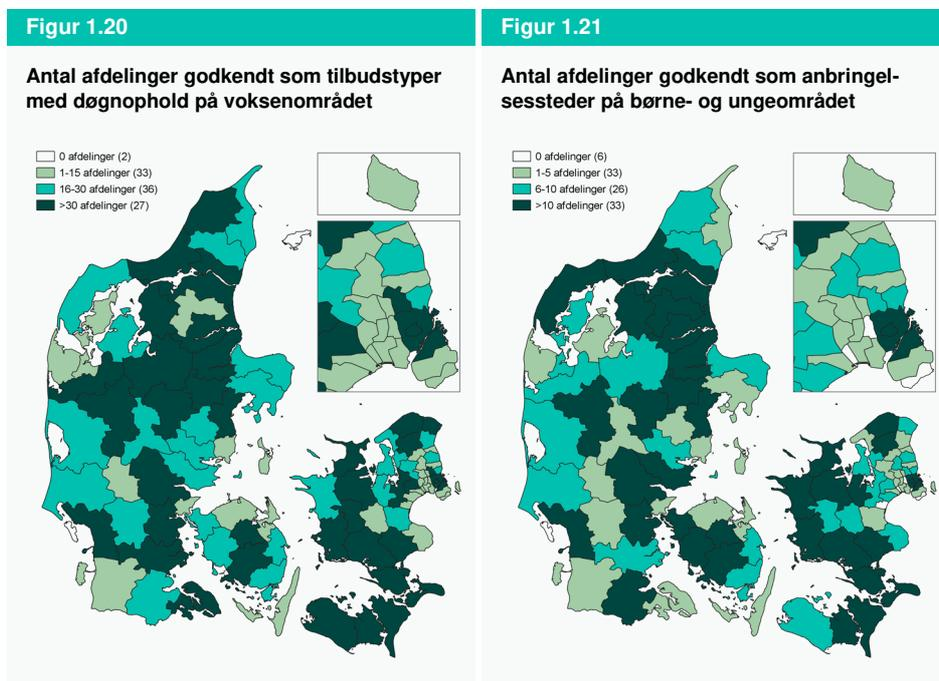 Figur 1.20
Antal afdelinger godkendt som tilbudstyper
med døgnophold på voksenområdet
0 afdelinger (2)
1-15 afdelinger (33)
16-30 afdelinger (36)
>30 afdelinger (27)
Figur 1.21
Antal afdelinger godkendt som anbringel-
sessteder på børne- og ungeområdet
0 afdelinger (6)
1-5 afdelinger (33)
6-10 afdelinger (26)
>10 afdelinger (33)